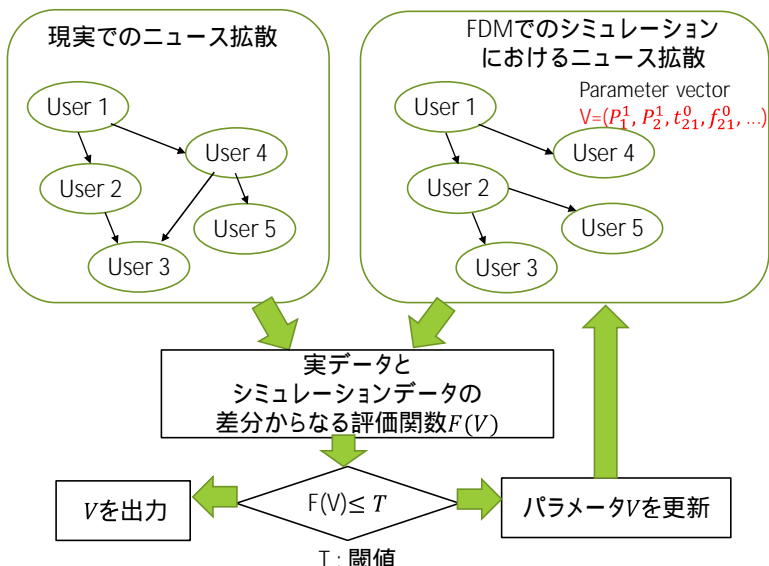 現実でのニュース拡散
User 1
User 4
User 2
User 5
User 3
FDMでのシミュレーション
におけるニュース拡散
Parameter vector
V=(P₁¹, P₂¹, t₂₁⁰, f₂₁⁰, ...)
User 1
User 4
User 2
User 5
User 3
実データと
シミュレーションデータの
差分からなる評価関数F(V)
Vを出力
F(V)≤ T
パラメータVを更新
T : 閾値